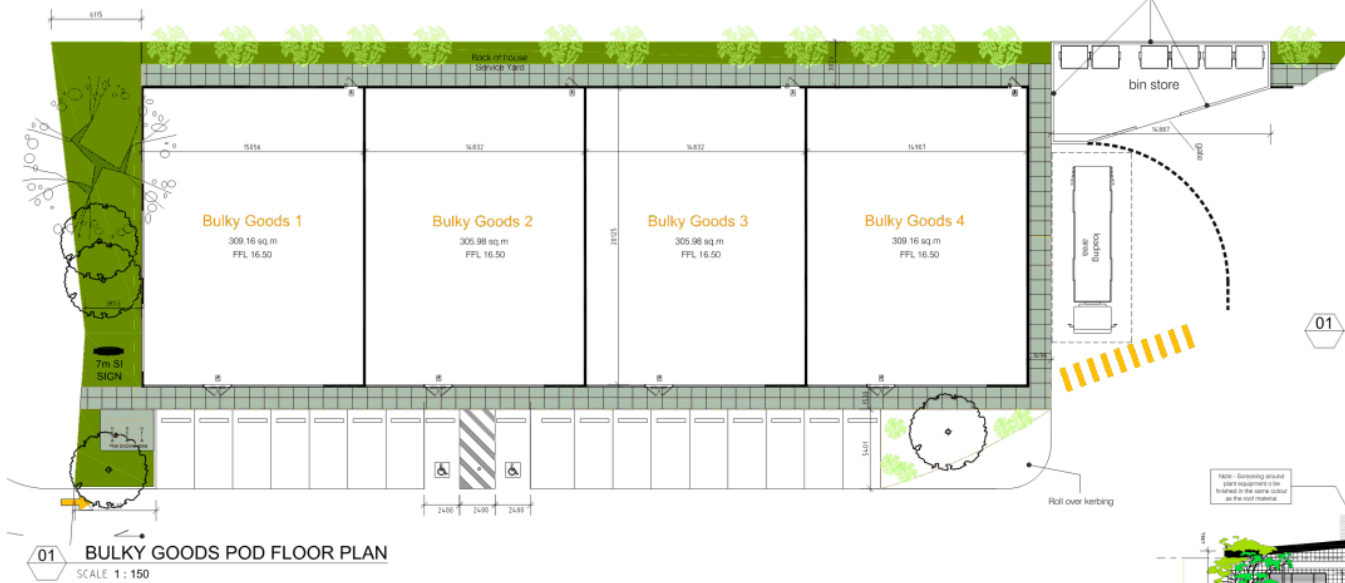 6115
Back of house
Service Yard
3000
bin store
14887
gate
15056
14832
14832
14907
Bulky Goods 1
309.16 sq.m
FFL 16.50
Bulky Goods 2
305.98 sq.m
FFL 16.50
28125
Bulky Goods 3
305.98 sq.m
FFL 16.50
Bulky Goods 4
309.16 sq.m
FFL 16.50
loading
area
01
7m SI
SIGN
1530
5401
2400
2400
2400
Roll over kerbing
Note:- Screening around
plant equipment o be
finished in the same colour
as the roof material.
01
BULKY GOODS POD FLOOR PLAN
SCALE 1 : 150